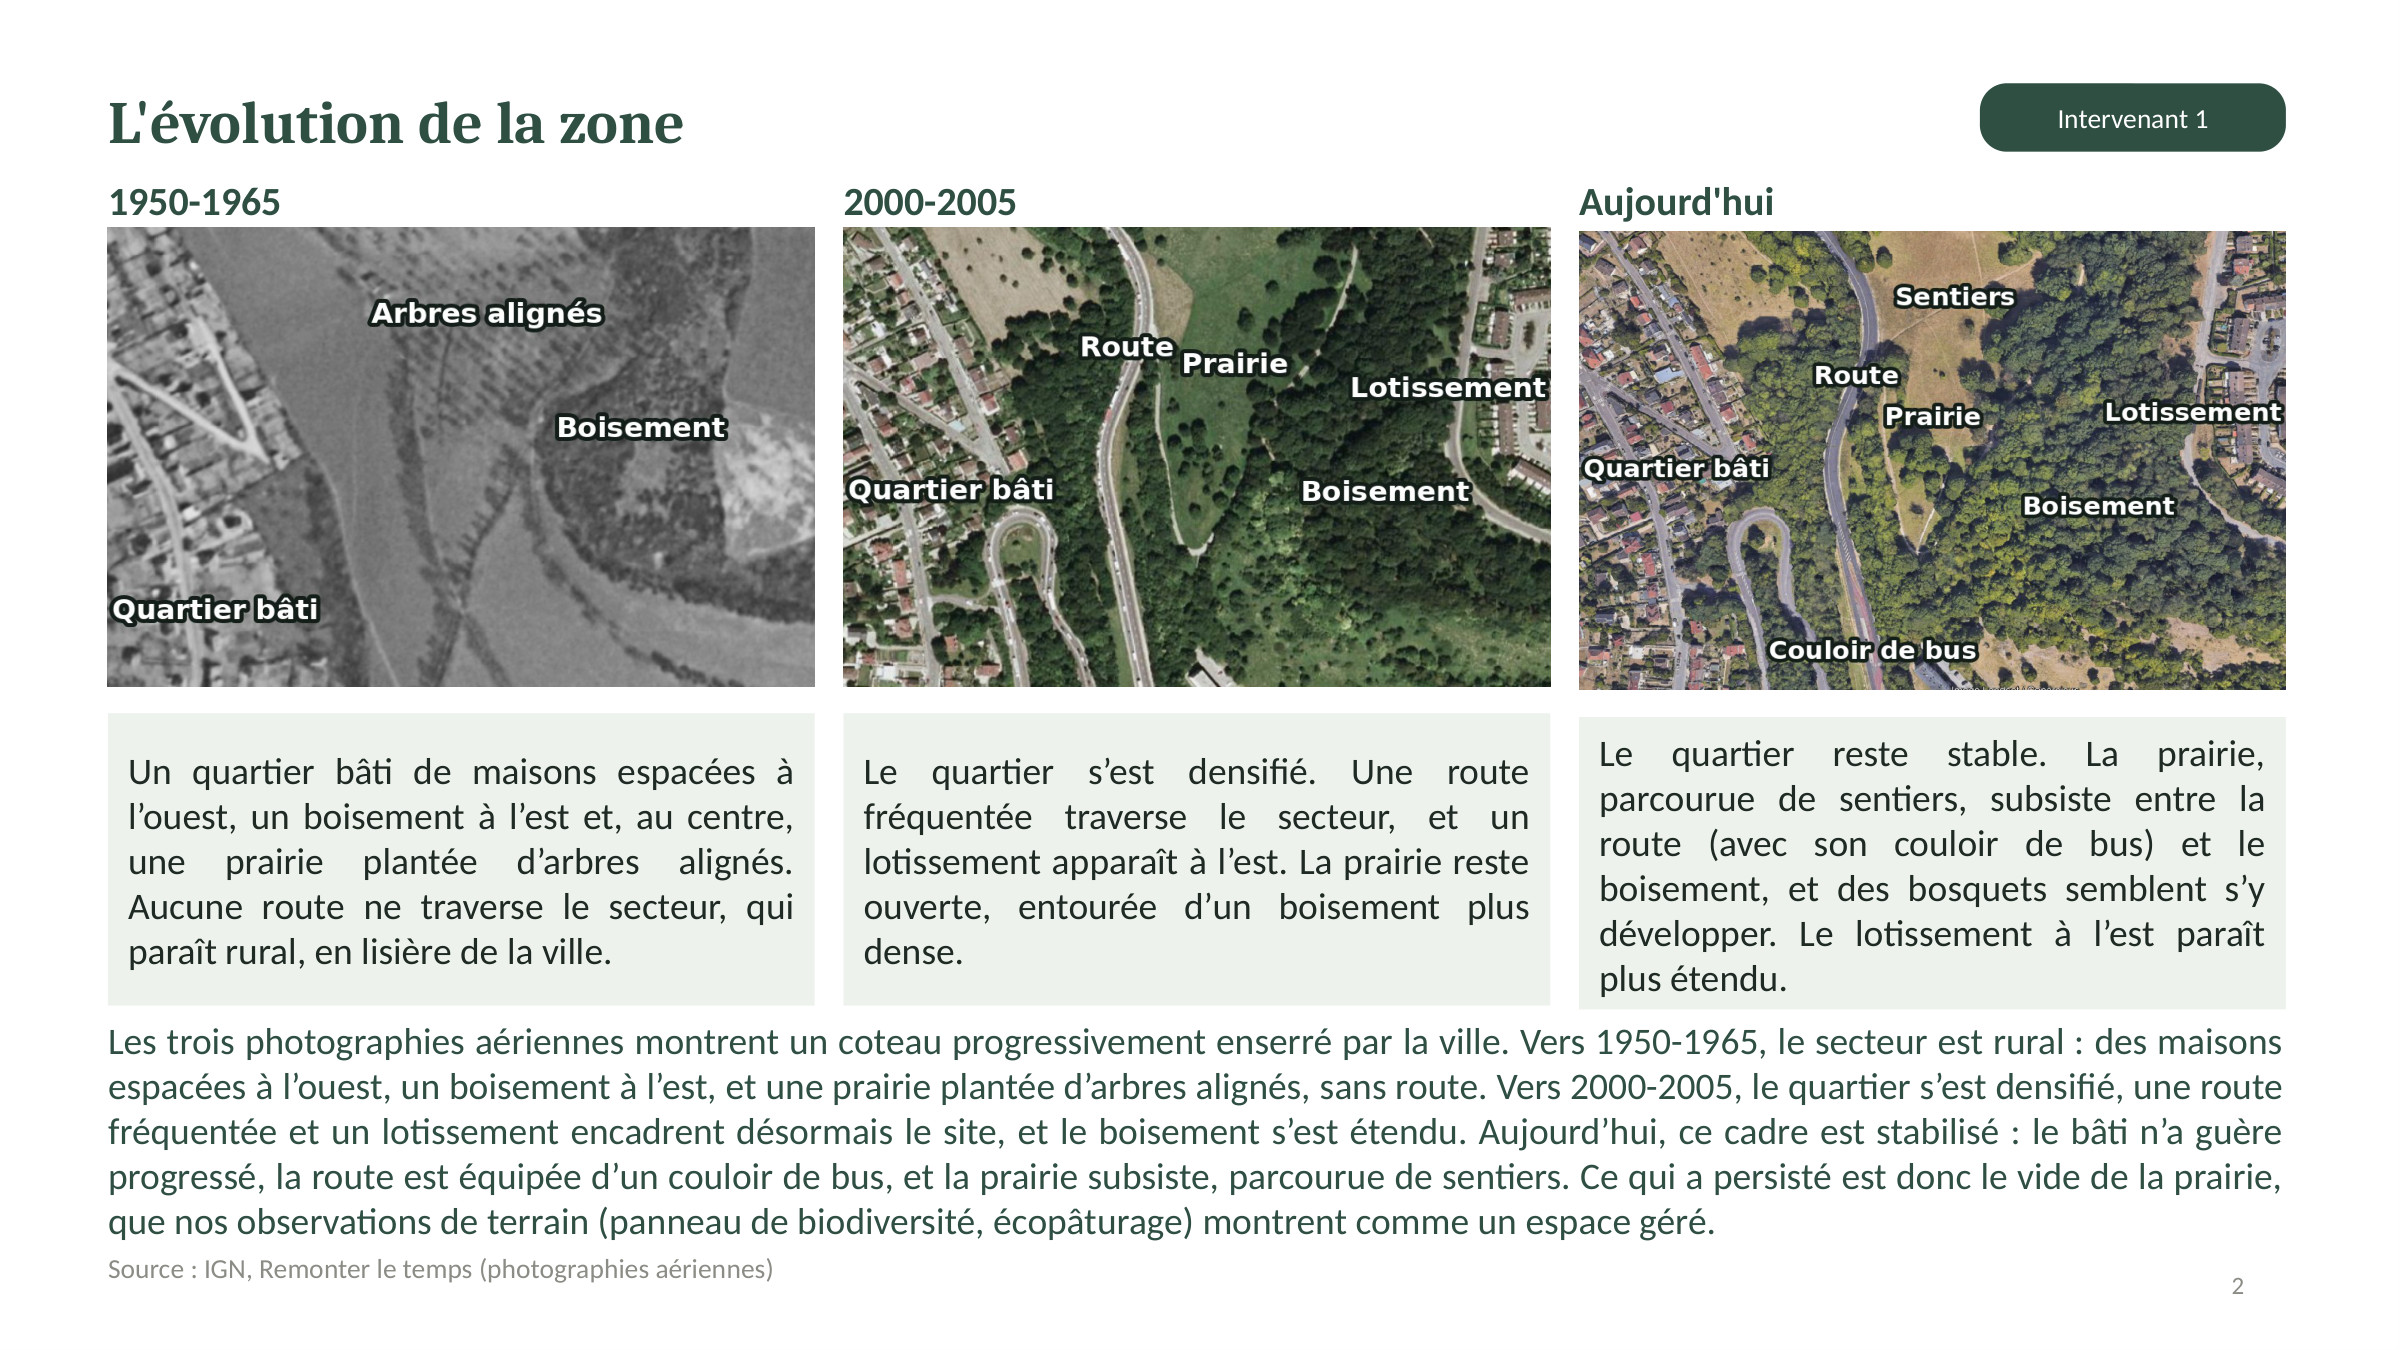 L'évolution de la zone
Intervenant 1
1950-1965
Arbres alignés
Boisement
Quartier bâti
Un quartier bâti de maisons espacées à
l’ouest, un boisement à l’est et, au centre,
une prairie plantée d’arbres alignés.
Aucune route ne traverse le secteur, qui
paraît rural, en lisière de la ville.
2000-2005
Route
Prairie
Lotissement
Quartier bâti
Boisement
Le quartier s’est densifié. Une route
fréquentée traverse le secteur, et un
lotissement apparaît à l’est. La prairie reste
ouverte, entourée d’un boisement plus
dense.
Aujourd'hui
Sentiers
Route
Prairie
Lotissement
Quartier bâti
Boisement
Couloir de bus
Le quartier reste stable. La prairie,
parcourue de sentiers, subsiste entre la
route (avec son couloir de bus) et le
boisement, et des bosquets semblent s’y
développer. Le lotissement à l’est paraît
plus étendu.
Les trois photographies aériennes montrent un coteau progressivement enserré par la ville. Vers 1950-1965, le secteur est rural : des maisons
espacées à l’ouest, un boisement à l’est, et une prairie plantée d’arbres alignés, sans route. Vers 2000-2005, le quartier s’est densifié, une route
fréquentée et un lotissement encadrent désormais le site, et le boisement s’est étendu. Aujourd’hui, ce cadre est stabilisé : le bâti n’a guère
progressé, la route est équipée d’un couloir de bus, et la prairie subsiste, parcourue de sentiers. Ce qui a persisté est donc le vide de la prairie,
que nos observations de terrain (panneau de biodiversité, écopâturage) montrent comme un espace géré.
Source : IGN, Remonter le temps (photographies aériennes)
2